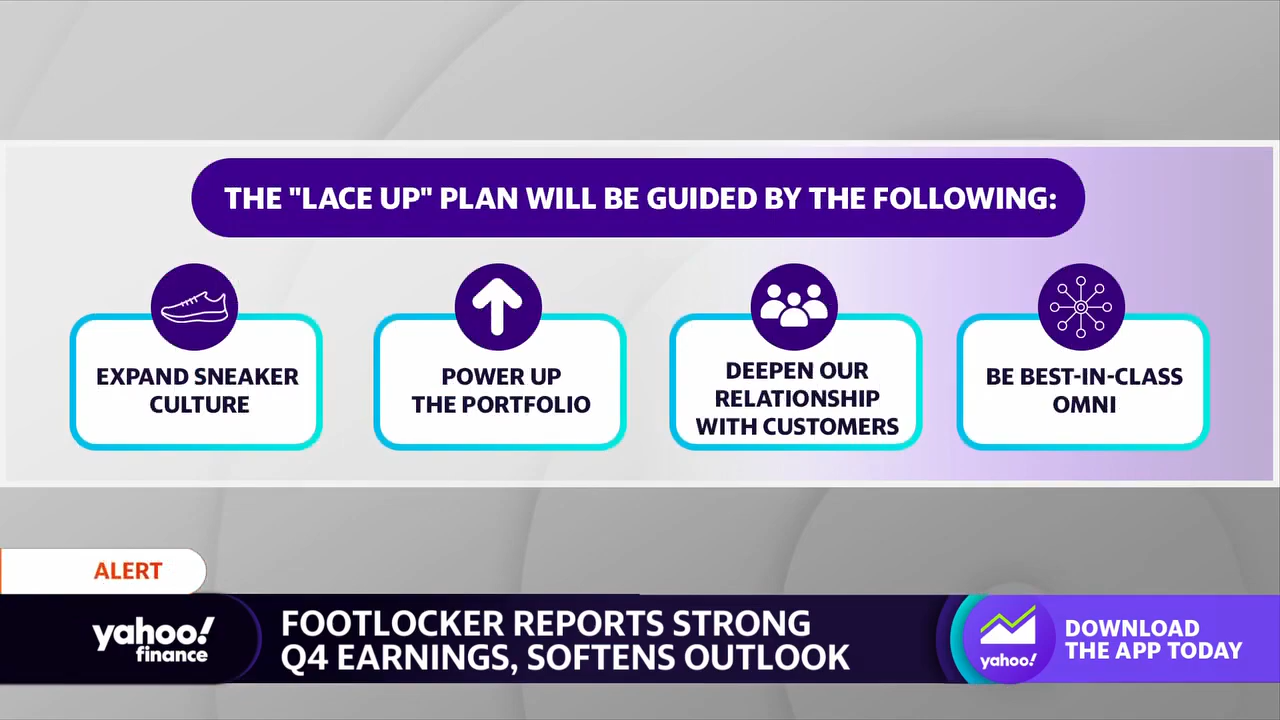 THE "LACE UP" PLAN WILL BE GUIDED BY THE FOLLOWING:
EXPAND SNEAKER
CULTURE
POWER UP
THE PORTFOLIO
DEEPEN OUR
RELATIONSHIP
WITH CUSTOMERS
BE BEST-IN-CLASS
OMNI
ALERT
yahoo!
finance
FOOTLOCKER REPORTS STRONG
Q4 EARNINGS, SOFTENS OUTLOOK
yahoo!
DOWNLOAD
THE APP TODAY